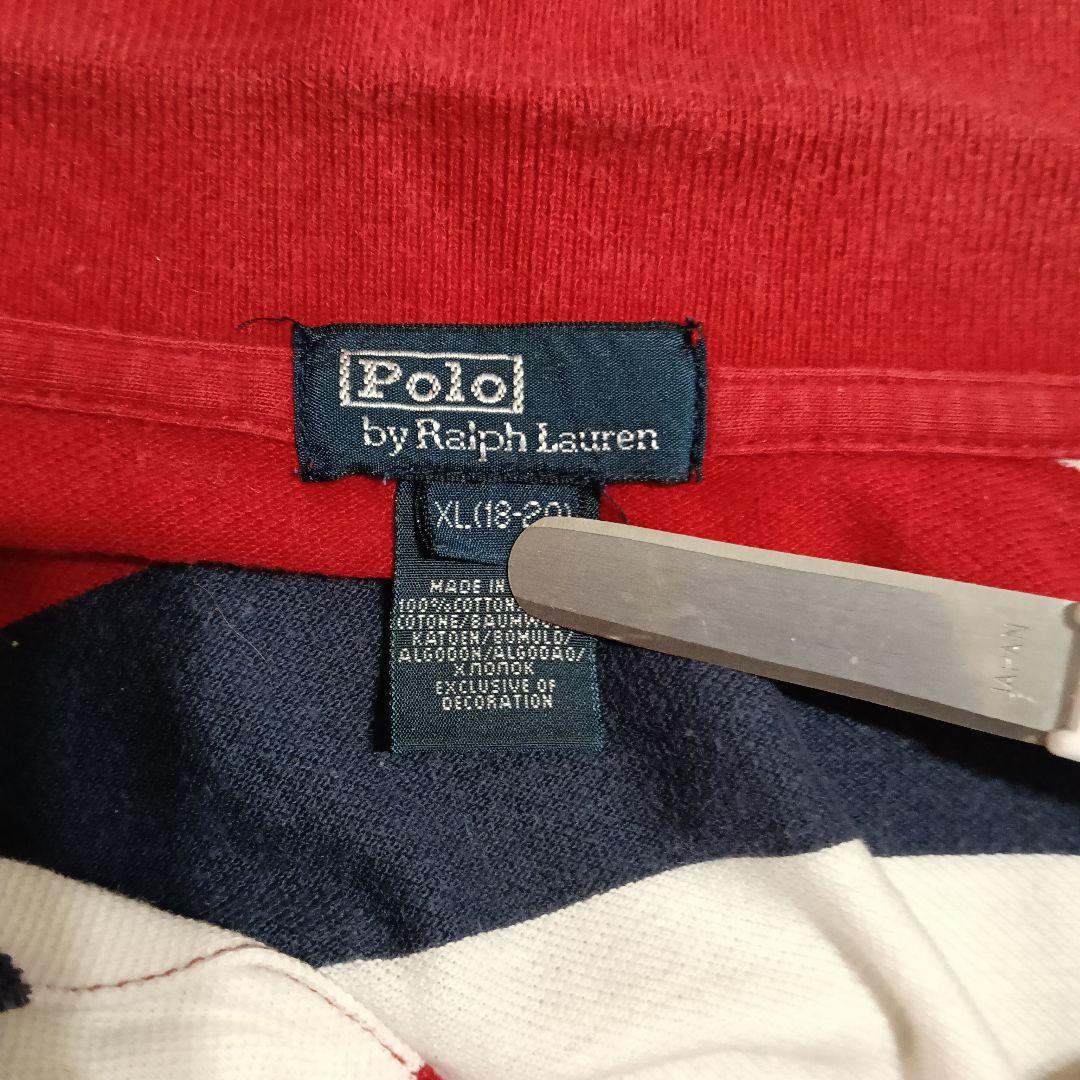 Polo
by Ralph Lauren
XL(18-20)
MADE IN
100% COTTON
COTONE/BAUMWOLLE
KATOEN/BOMULD/
ALGODON/ALGODAO/
ХЛОПОК
EXCLUSIVE OF
DECORATION
JAPAN